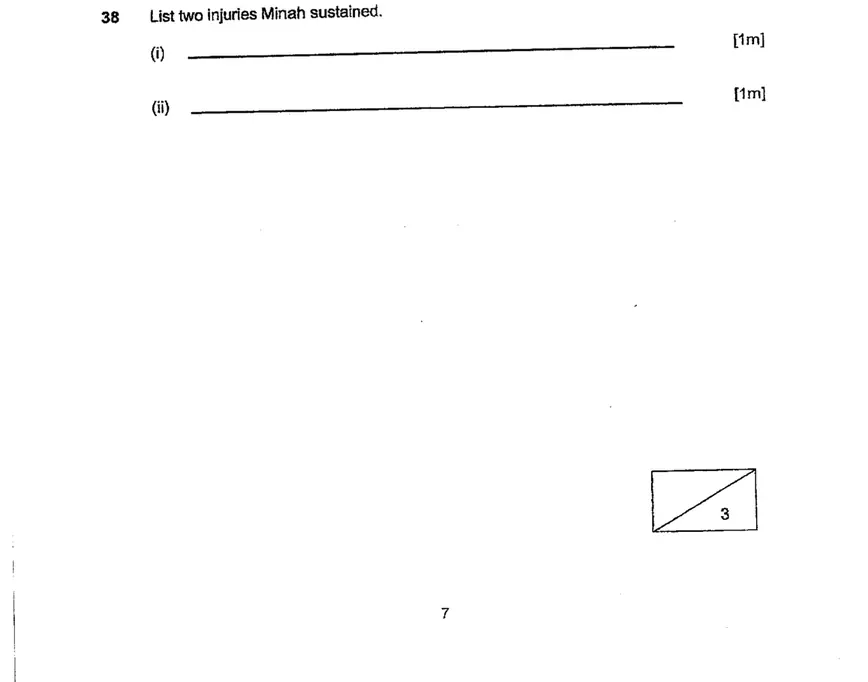 38 List two injuries Minah sustained.
(i) [1m]
(ii) [1m]
3
7